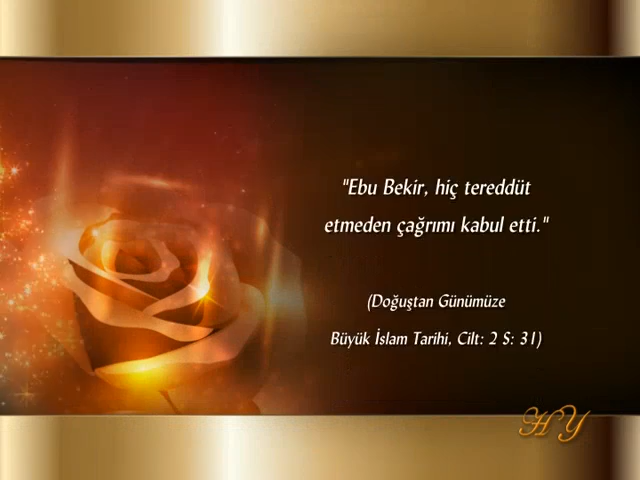 "Ebu Bekir, hiç tereddüt
etmeden çağrımı kabul etti."
(Doğuştan Günümüze
Büyük İslam Tarihi, Cilt: 2 S: 31)
HY